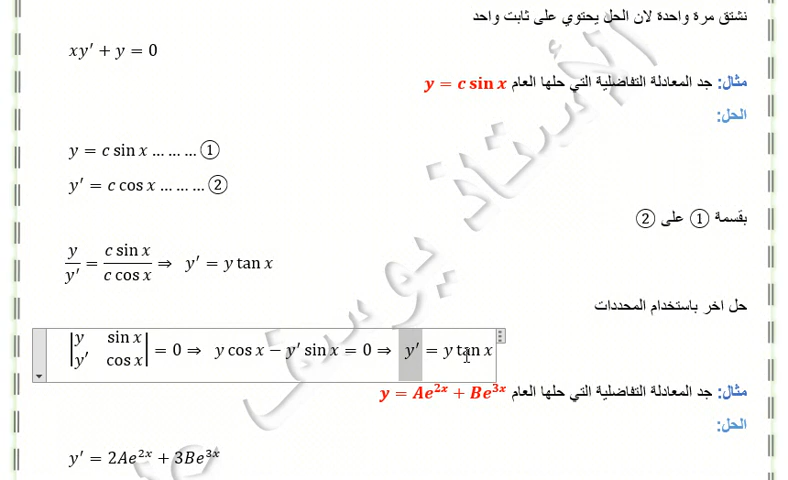 نشتق مرة واحدة لان الحل يحتوي على ثابت واحد
xy′ + y = 0
مثال: جد المعادلة التفاضلية التي حلها العام y = c sin x
الحل:
y = c sin x ... ... ... ①
y′ = c cos x ... ... ... ②
بقسمة ① على ②
y/y′ = c sin x / c cos x ⇒ y′ = y tan x
حل اخر باستخدام المحددات
|y sin x; y′ cos x| = 0 ⇒ y cos x − y′ sin x = 0 ⇒ y′ = y tan x
مثال: جد المعادلة التفاضلية التي حلها العام y = Ae^{2x} + Be^{3x}
الحل:
y′ = 2Ae^{2x} + 3Be^{3x}
الأستاذ يوسف